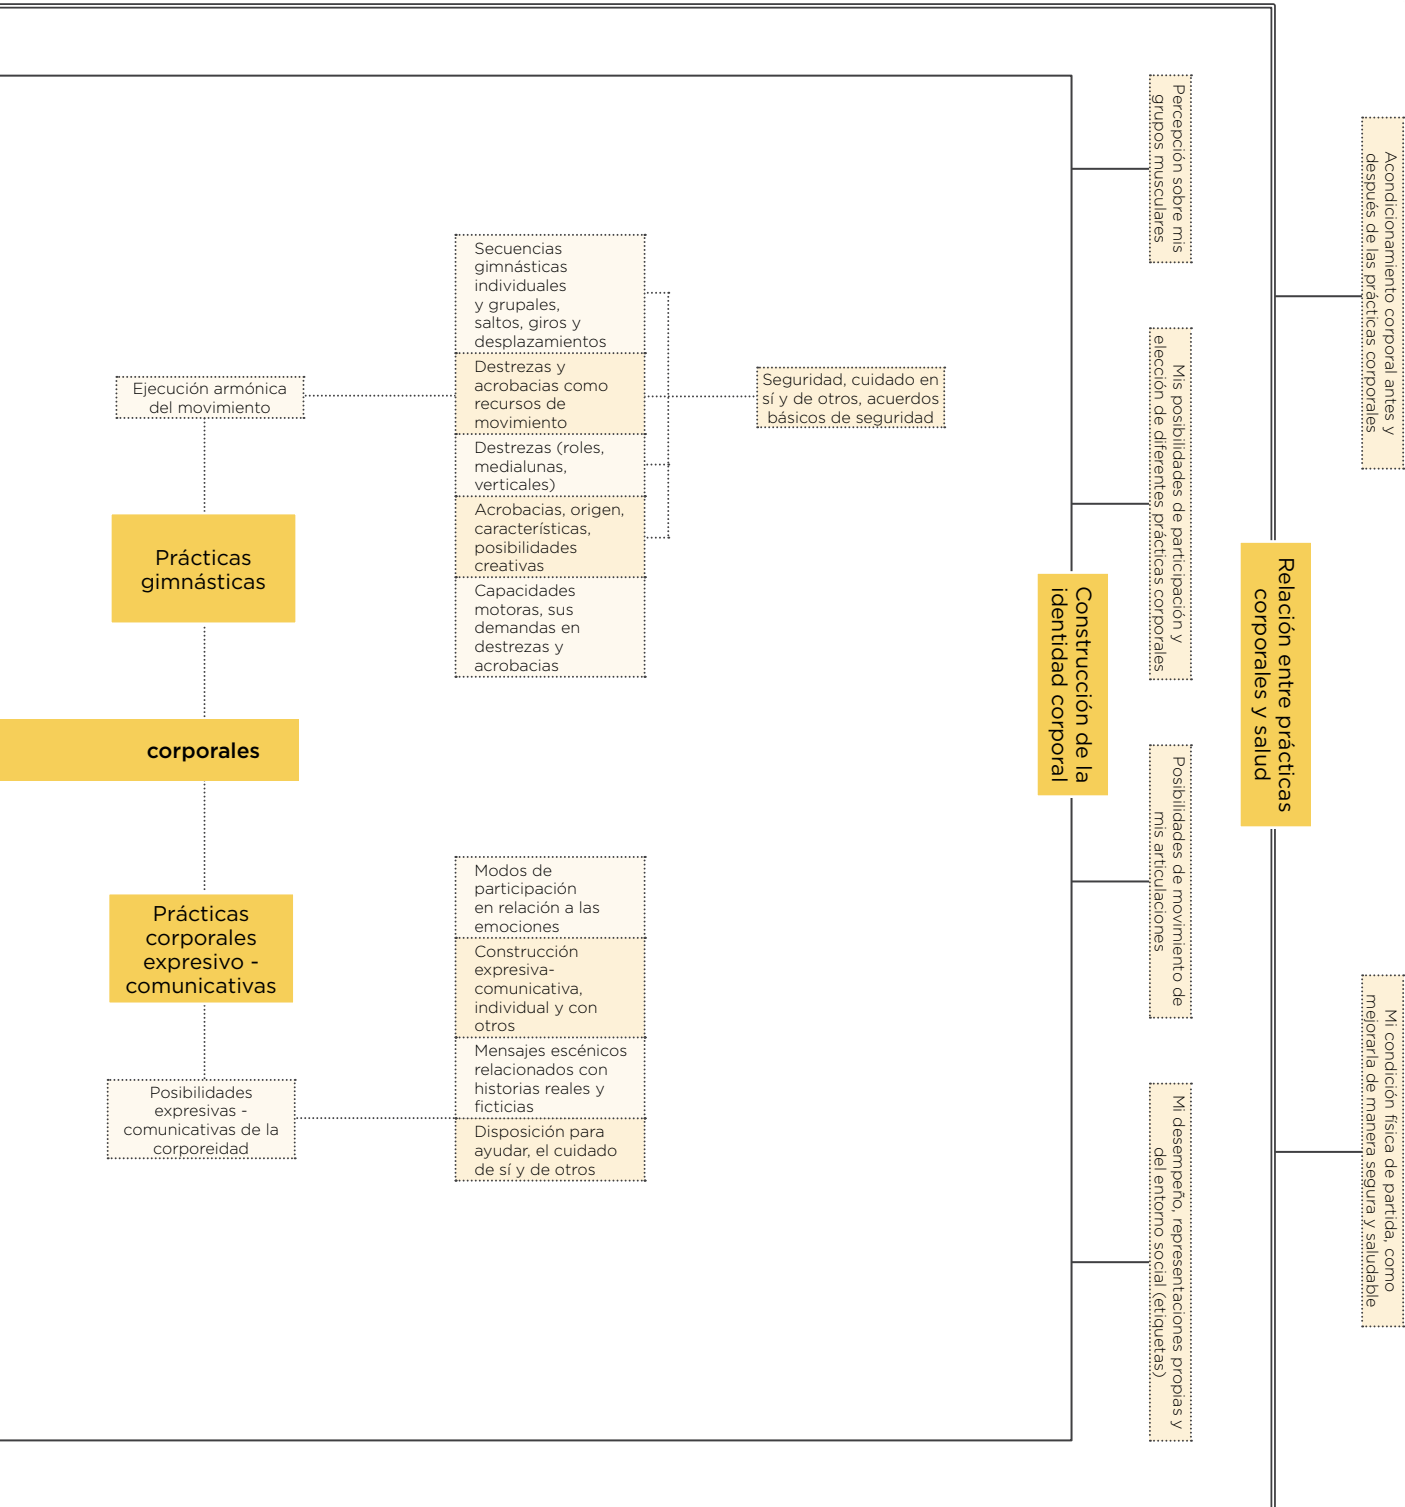 Secuencias
gimnásticas
individuales
y grupales,
saltos, giros y
desplazamientos
Destrezas y
acrobacias como
recursos de
movimiento
Destrezas (roles,
medialunas,
verticales)
Acrobacias, origen,
características,
posibilidades
creativas
Capacidades
motoras, sus
demandas en
destrezas y
acrobacias
Ejecución armónica
del movimiento
Seguridad, cuidado en
sí y de otros, acuerdos
básicos de seguridad
Prácticas
gimnásticas
corporales
Prácticas
corporales
expresivo -
comunicativas
Posibilidades
expresivas -
comunicativas de la
corporeidad
Modos de
participación
en relación a las
emociones
Construcción
expresiva-
comunicativa,
individual y con
otros
Mensajes escénicos
relacionados con
historias reales y
ficticias
Disposición para
ayudar, el cuidado
de sí y de otros
Construcción de la
identidad corporal
Percepción sobre mis
grupos musculares
Mis posibilidades de participación y
elección de diferentes prácticas corporales
Posibilidades de movimiento de
mis articulaciones
Mi desempeño, representaciones propias y
del entorno social (etiquetas)
Relación entre prácticas
corporales y salud
Acondicionamiento corporal antes y
después de las prácticas corporales
Mi condición física de partida, como
mejorarla de manera segura y saludable